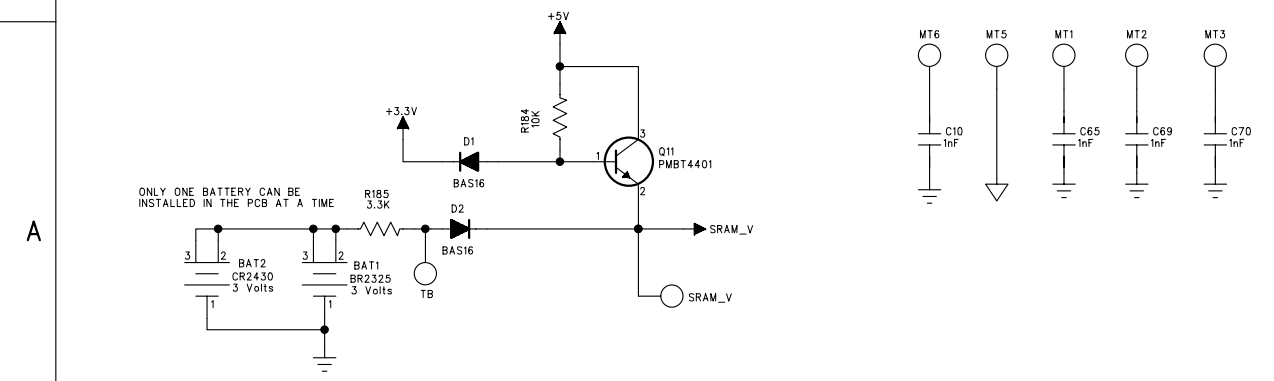 +5V
MT6
MT5
MT1
MT2
MT3
+3.3V
R184
10K
3
C10
1nF
C65
1nF
C69
1nF
C70
1nF
D1
1
Q11
PMBT4401
BAS16
2
ONLY ONE BATTERY CAN BE
INSTALLED IN THE PCB AT A TIME
R185
3.3K
D2
A
SRAM_V
BAS16
3
2
BAT2
CR2430
3 Volts
1
3
2
BAT1
BR2325
3 Volts
1
TB
SRAM_V